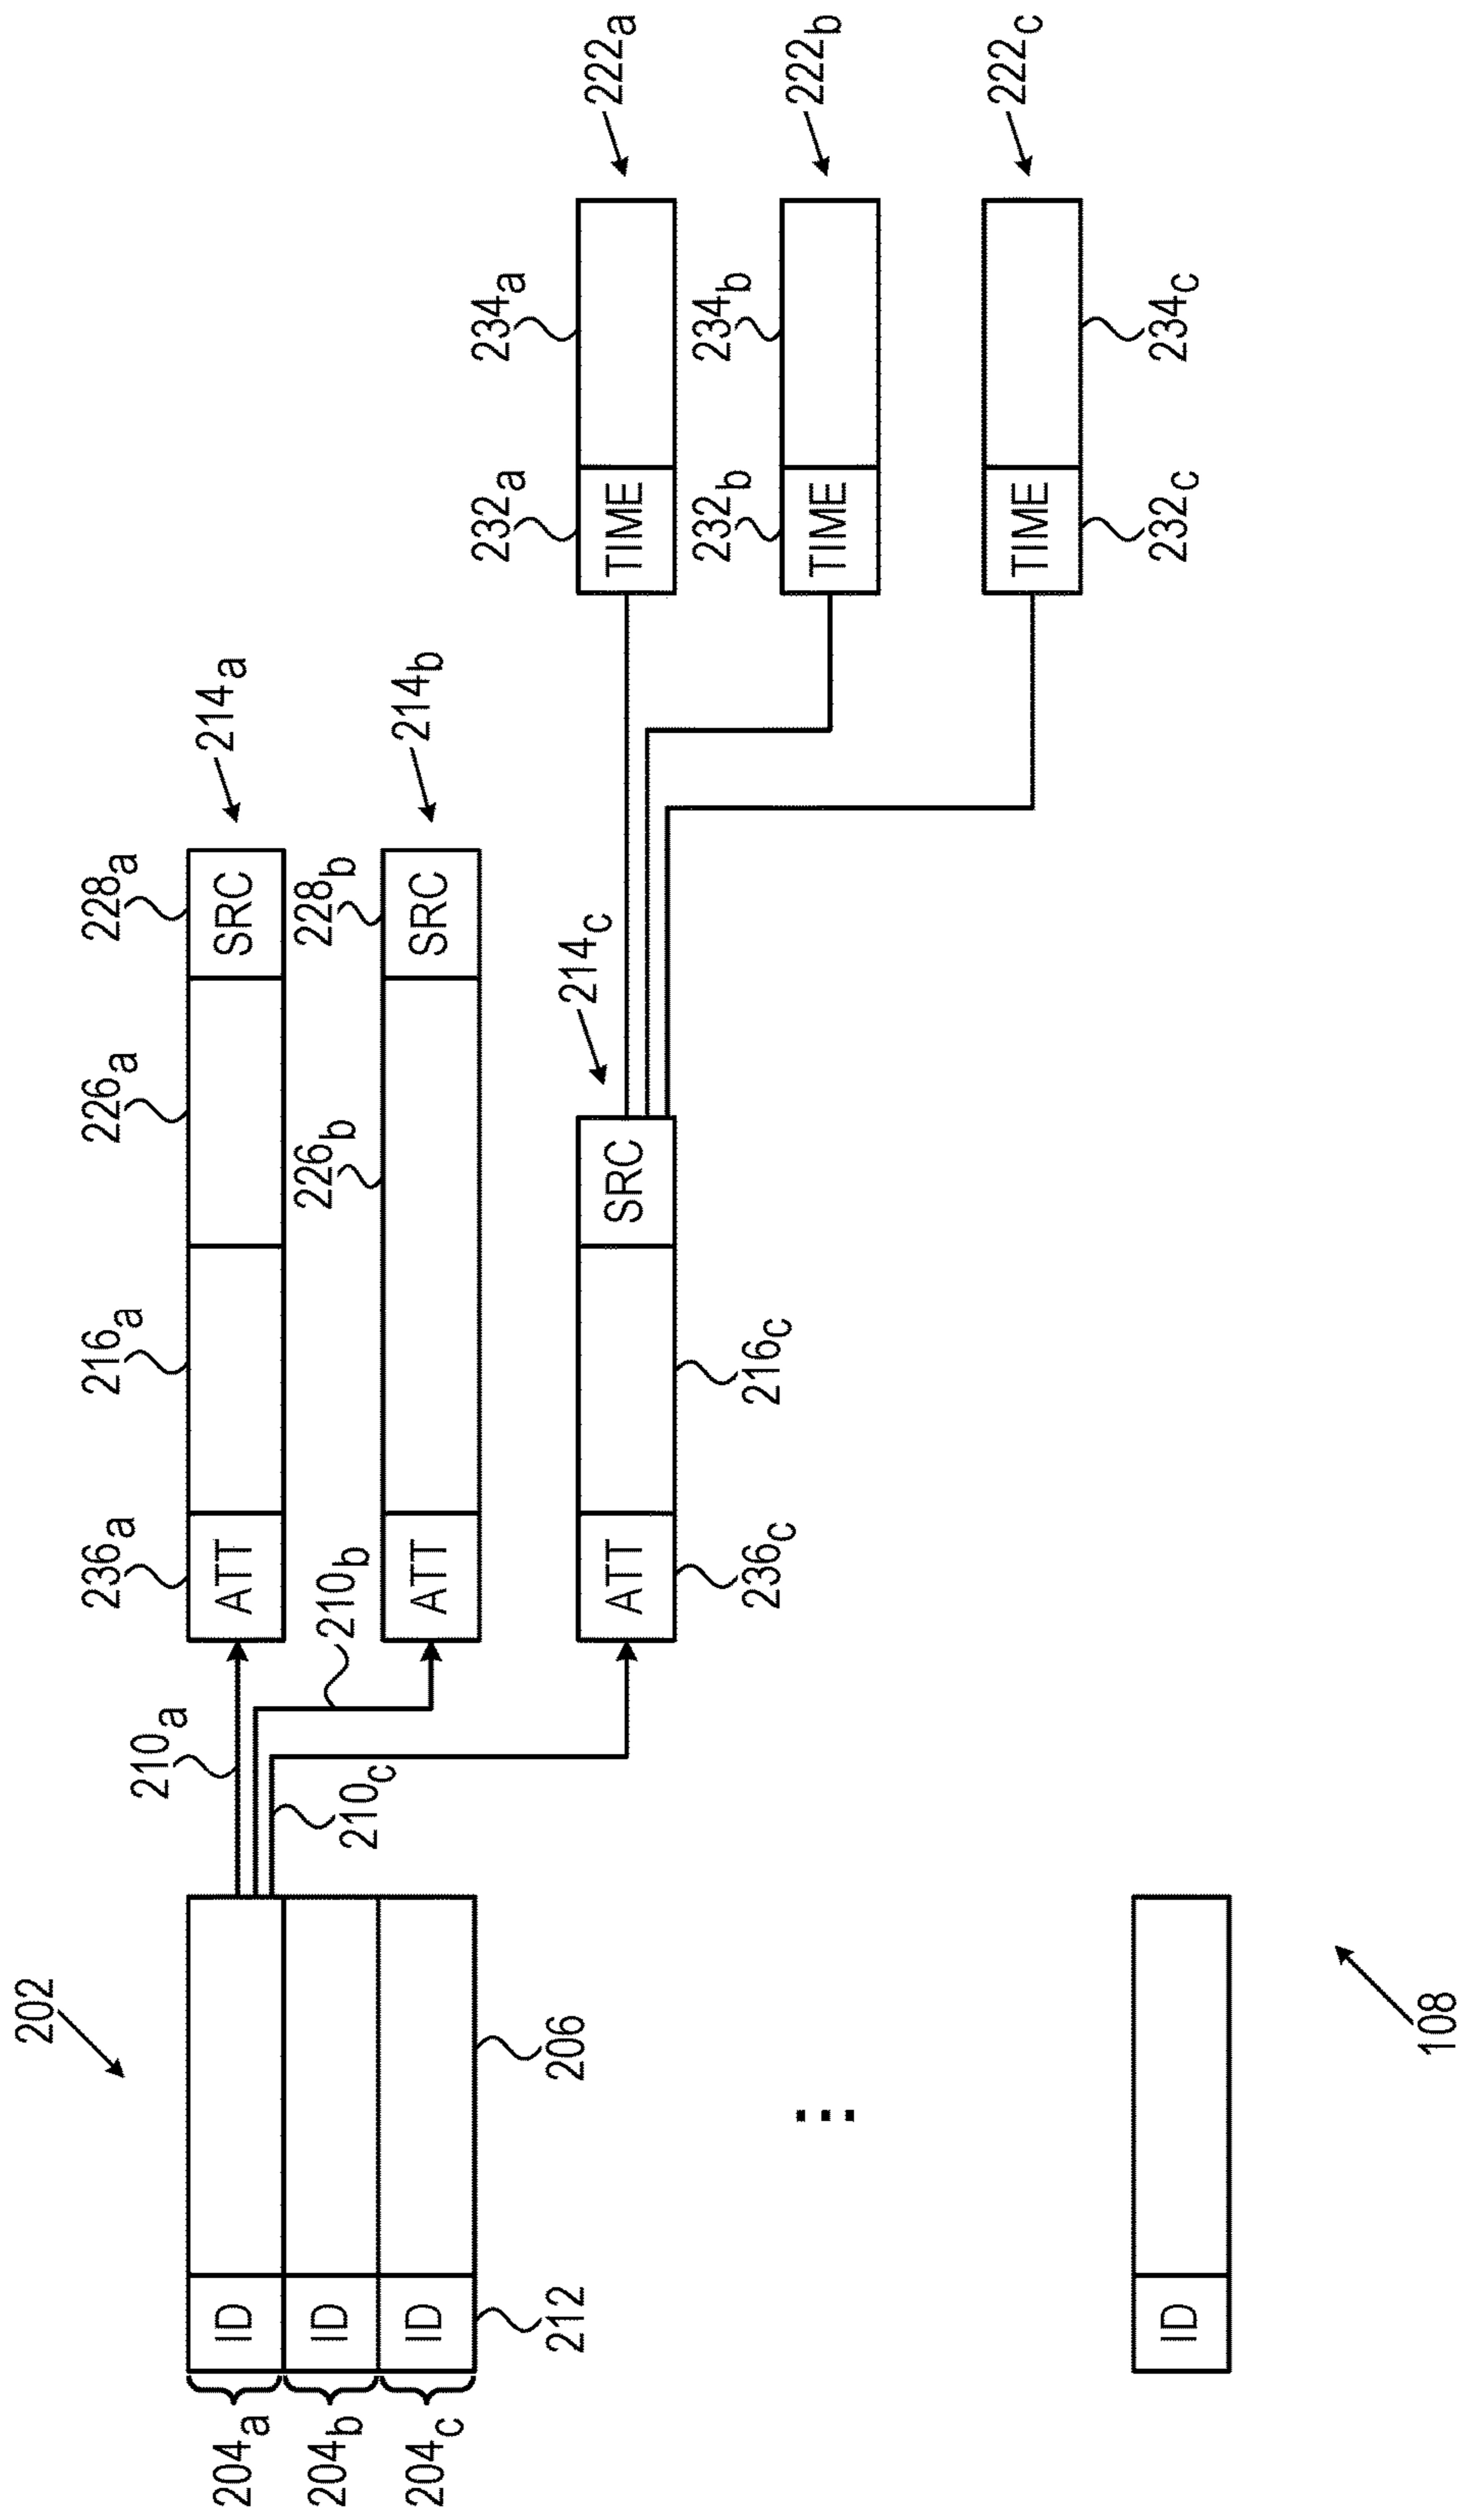 202
204a
204b
204c
ID
ID
ID
212
206
210a
210b
210c
236a
216a
226a
228a
214a
ATT
SRC
226b
228b
214b
ATT
SRC
214c
ATT
SRC
236c
216c
232a
234a
222a
TIME
232b
234b
222b
TIME
222c
TIME
232c
234c
...
ID
108